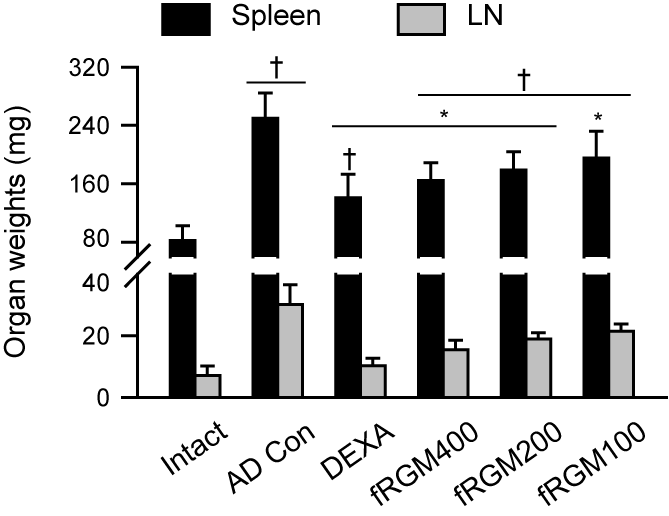 Spleen LN
320
240
160
80
40
20
0
Organ weights (mg)
†
†
*
†
*
Intact
AD Con
DEXA
fRGM400
fRGM200
fRGM100